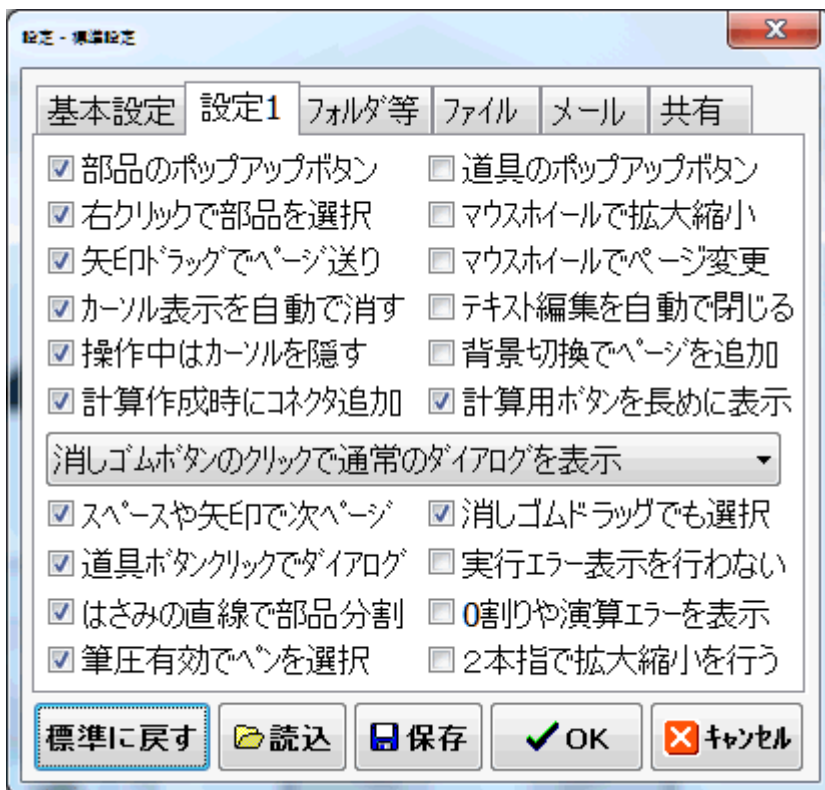 設定 - 標準設定
基本設定 設定1 フォルダ等 ファイル メール 共有
部品のポップアップボタン 道具のポップアップボタン
右クリックで部品を選択 マウスホイールで拡大縮小
矢印ドラッグでページ送り マウスホイールでページ変更
カーソル表示を自動で消す テキスト編集を自動で閉じる
操作中はカーソルを隠す 背景切換でページを追加
計算作成時にコネクタ追加 計算用ボタンを長めに表示
消しゴムボタンのクリックで通常のダイアログを表示
スペースや矢印で次ページ 消しゴムドラッグでも選択
道具ボタンクリックでダイアログ 実行エラー表示を行わない
はさみの直線で部品分割 0割りや演算エラーを表示
筆圧有効でペンを選択 2本指で拡大縮小を行う
標準に戻す 読込 保存 OK キャンセル